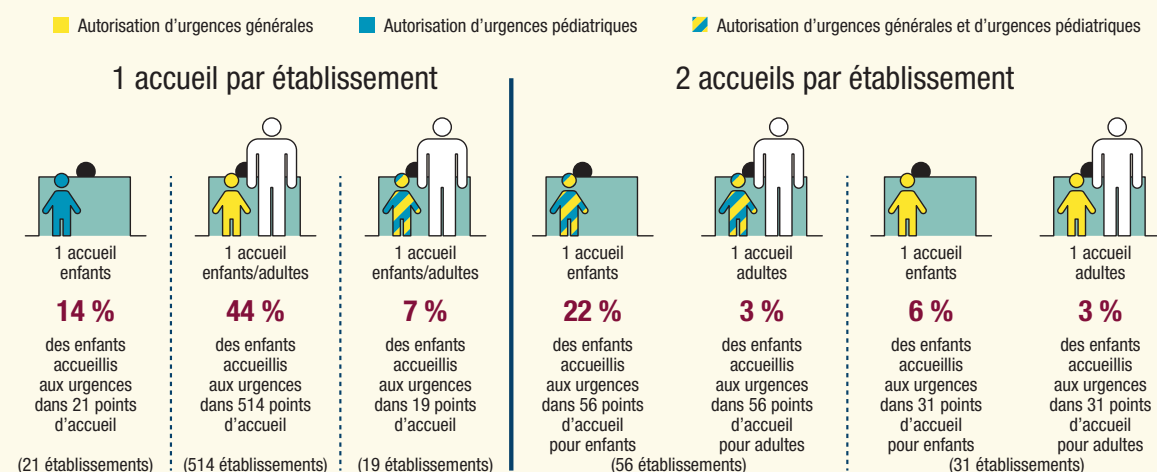 Autorisation d’urgences générales
Autorisation d’urgences pédiatriques
Autorisation d’urgences générales et d’urgences pédiatriques
1 accueil par établissement
1 accueil
enfants
14 %
des enfants
accueillis
aux urgences
dans 21 points
d’accueil
(21 établissements)
1 accueil
enfants/adultes
44 %
des enfants
accueillis
aux urgences
dans 514 points
d’accueil
(514 établissements)
1 accueil
enfants/adultes
7 %
des enfants
accueillis
aux urgences
dans 19 points
d’accueil
(19 établissements)
2 accueils par établissement
1 accueil
enfants
22 %
des enfants
accueillis
aux urgences
dans 56 points
d’accueil
pour enfants
1 accueil
adultes
3 %
des enfants
accueillis
aux urgences
dans 56 points
d’accueil
pour adultes
(56 établissements)
1 accueil
enfants
6 %
des enfants
accueillis
aux urgences
dans 31 points
d’accueil
pour enfants
1 accueil
adultes
3 %
des enfants
accueillis
aux urgences
dans 31 points
d’accueil
pour adultes
(31 établissements)